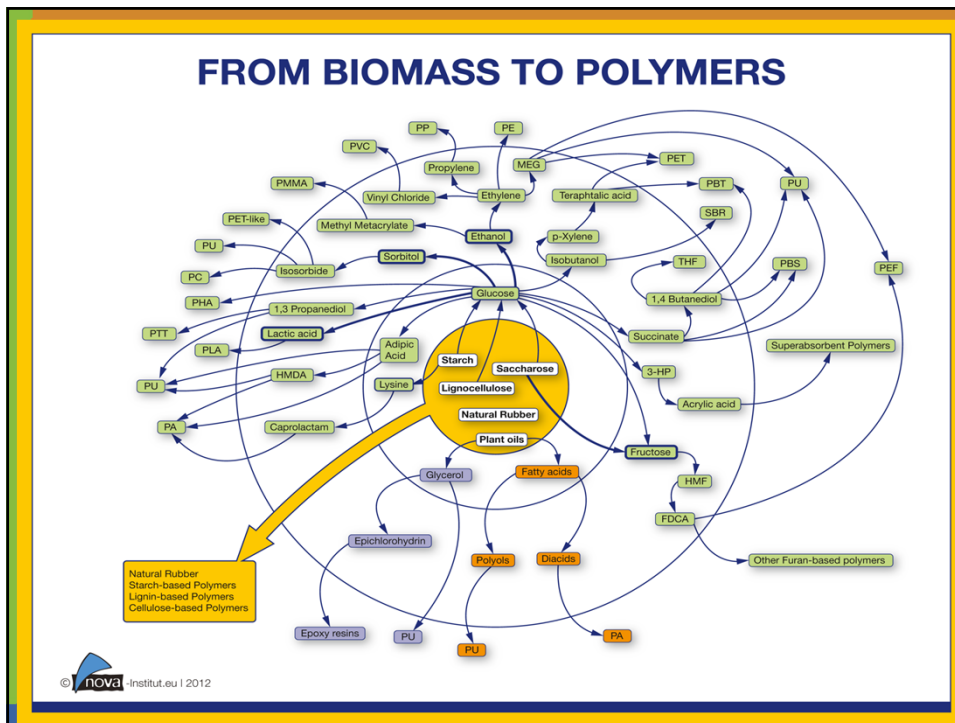 FROM BIOMASS TO POLYMERS
PP
PE
PVC
Propylene
MEG
PET
PMMA
Vinyl Chloride
Ethylene
Teraphtalic acid
PBT
PU
PET-like
Methyl Metacrylate
Ethanol
p-Xylene
SBR
PU
Sorbitol
Isobutanol
THF
PBS
PEF
PC
Isosorbide
Glucose
1,4 Butanediol
PHA
1,3 Propanediol
PTT
Lactic acid
Succinate
PLA
Adipic
Acid
Starch
Saccharose
Superabsorbent Polymers
PU
HMDA
Lysine
Lignocellulose
3-HP
Acrylic acid
Natural Rubber
PA
Caprolactam
Plant oils
Fructose
Glycerol
Fatty acids
HMF
FDCA
Epichlorohydrin
Polyols
Diacids
Other Furan-based polymers
Natural Rubber
Starch-based Polymers
Lignin-based Polymers
Cellulose-based Polymers
Epoxy resins
PU
PU
PA
© nova-Institut.eu | 2012